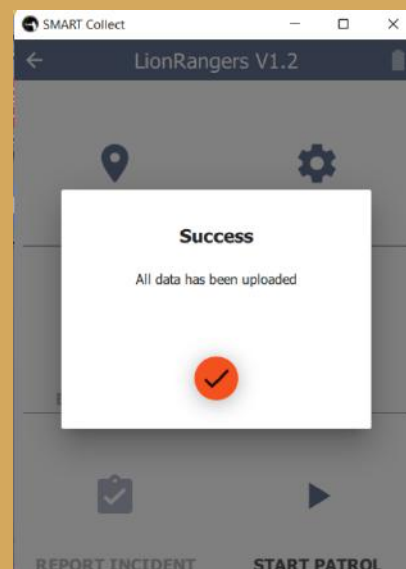 SMART Collect
LionRangers V1.2
Success
All data has been uploaded
REPORT INCIDENT
START PATROL